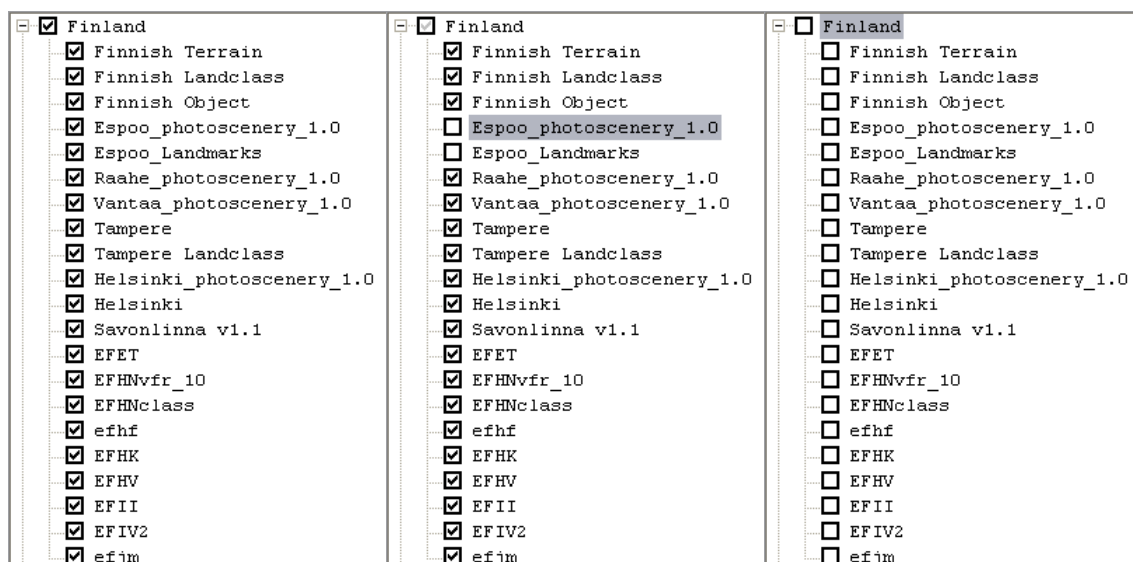 Finland
Finnish Terrain
Finnish Landclass
Finnish Object
Espoo_photoscenery_1.0
Espoo_Landmarks
Raahe_photoscenery_1.0
Vantaa_photoscenery_1.0
Tampere
Tampere Landclass
Helsinki_photoscenery_1.0
Helsinki
Savonlinna v1.1
EFET
EFHNvfr_10
EFHNclass
efhf
EFHK
EFHV
EFII
EFIV2
efjm
Finland
Finnish Terrain
Finnish Landclass
Finnish Object
Espoo_photoscenery_1.0
Espoo_Landmarks
Raahe_photoscenery_1.0
Vantaa_photoscenery_1.0
Tampere
Tampere Landclass
Helsinki_photoscenery_1.0
Helsinki
Savonlinna v1.1
EFET
EFHNvfr_10
EFHNclass
efhf
EFHK
EFHV
EFII
EFIV2
efjm
Finland
Finnish Terrain
Finnish Landclass
Finnish Object
Espoo_photoscenery_1.0
Espoo_Landmarks
Raahe_photoscenery_1.0
Vantaa_photoscenery_1.0
Tampere
Tampere Landclass
Helsinki_photoscenery_1.0
Helsinki
Savonlinna v1.1
EFET
EFHNvfr_10
EFHNclass
efhf
EFHK
EFHV
EFII
EFIV2
efjm